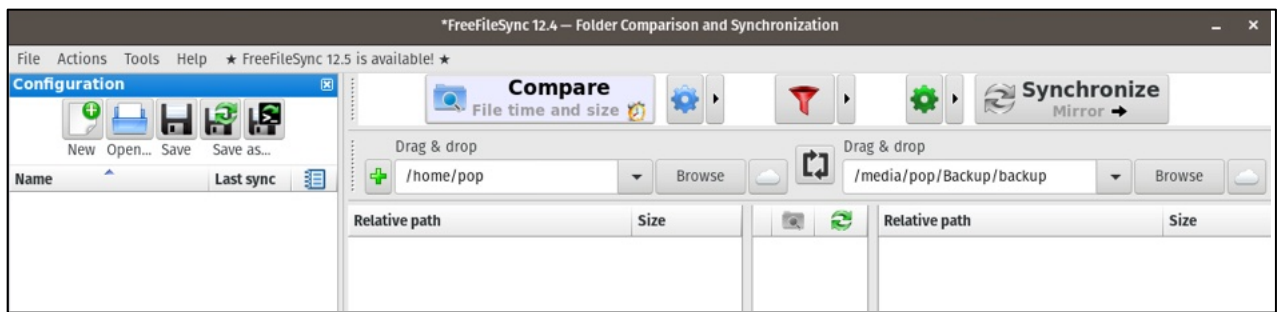 *FreeFileSync 12.4 — Folder Comparison and Synchronization
File Actions Tools Help ★ FreeFileSync 12.5 is available! ★
Configuration
New Open... Save Save as...
Name Last sync
Compare
File time and size
Synchronize
Mirror
Drag & drop
/home/pop Browse
Drag & drop
/media/pop/Backup/backup Browse
Relative path Size
Relative path Size